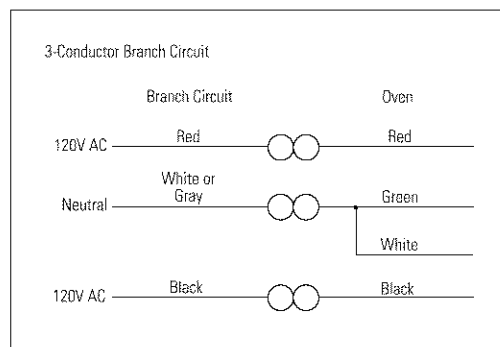 3-Conductor Branch Circuit
Branch Circuit Oven
Red Red
120V AC
White or
Gray Green
Neutral
White
Black Black
120V AC